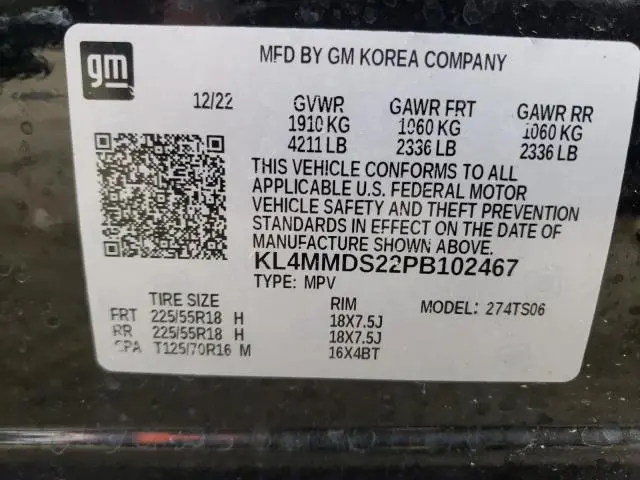 gm
MFD BY GM KOREA COMPANY
12/22 GVWR GAWR FRT GAWR RR
1910 KG 1060 KG 1060 KG
4211 LB 2336 LB 2336 LB
THIS VEHICLE CONFORMS TO ALL
APPLICABLE U.S. FEDERAL MOTOR
VEHICLE SAFETY AND THEFT PREVENTION
STANDARDS IN EFFECT ON THE DATE OF
MANUFACTURE SHOWN ABOVE.
KL4MMDS22PB102467
TYPE: MPV
TIRE SIZE RIM MODEL: 274TS06
FRT 225/55R18 H 18X7.5J
RR 225/55R18 H 18X7.5J
SPA T125/70R16 M 16X4BT